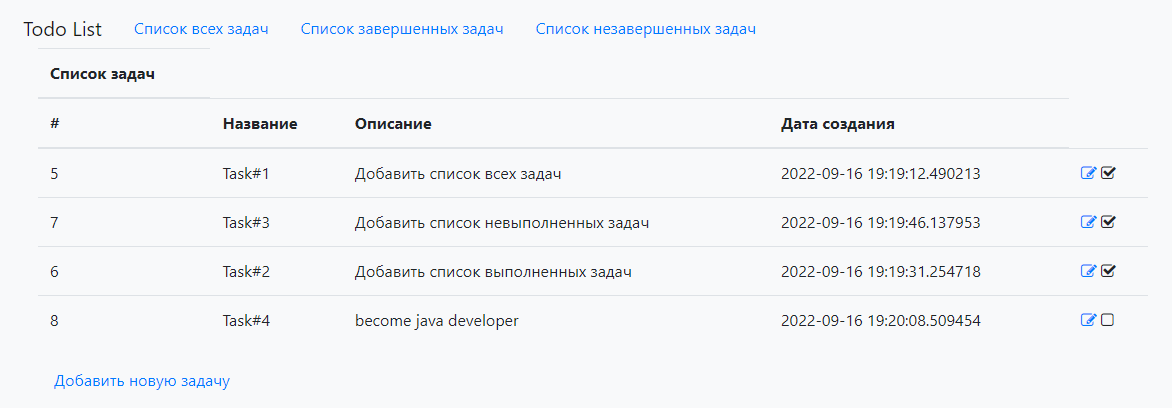 Todo List Список всех задач Список завершенных задач Список незавершенных задач
Список задач
# Название Описание Дата создания
5 Task#1 Добавить список всех задач 2022-09-16 19:19:12.490213
7 Task#3 Добавить список невыполненных задач 2022-09-16 19:19:46.137953
6 Task#2 Добавить список выполненных задач 2022-09-16 19:19:31.254718
8 Task#4 become java developer 2022-09-16 19:20:08.509454
Добавить новую задачу